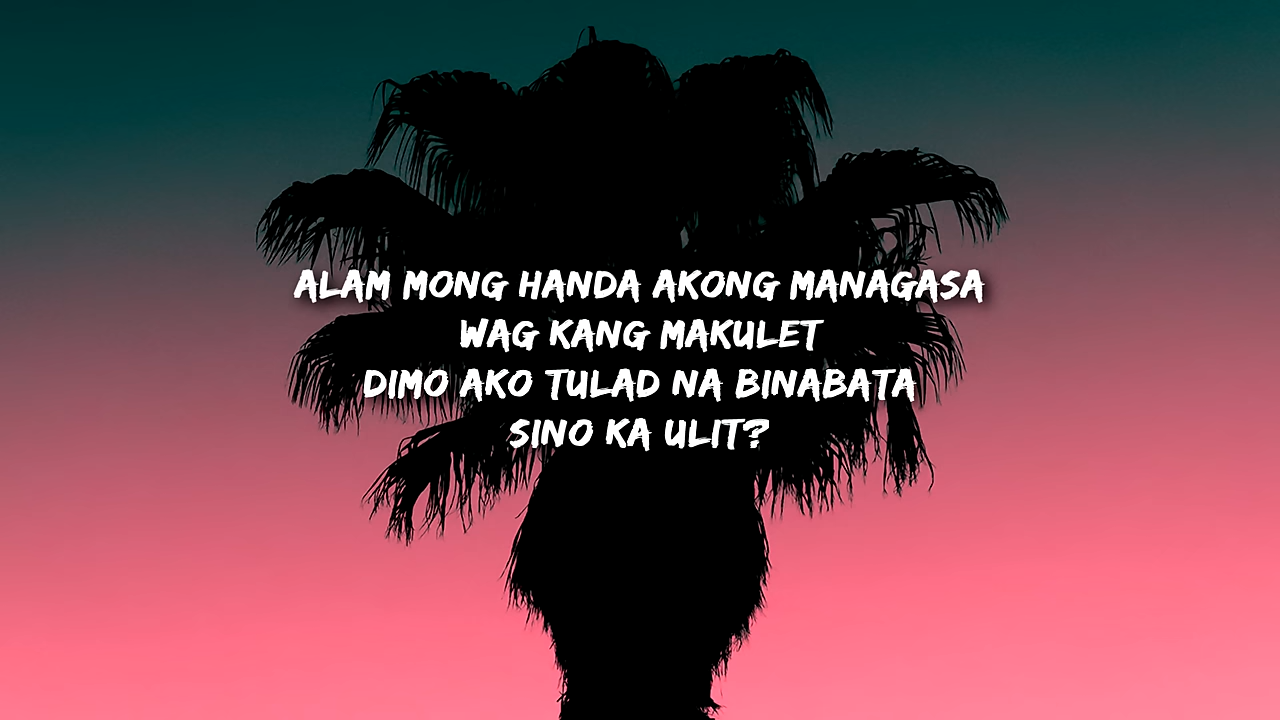 ALAM MONG HANDA AKONG MANAGASA
WAG KANG MAKULET
DIMO AKO TULAD NA BINABATA
SINO KA ULIT?